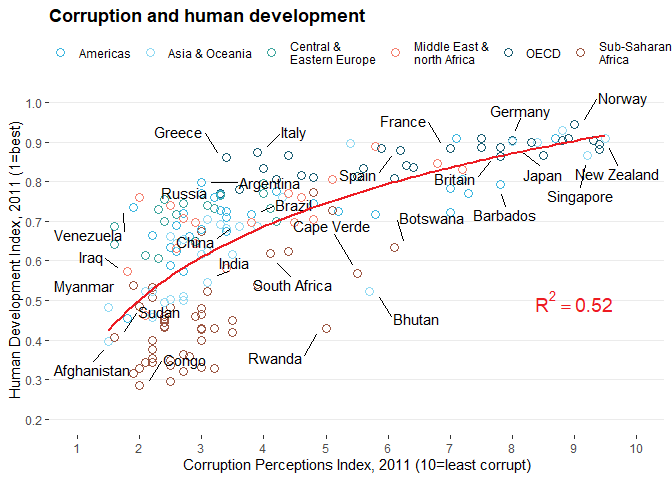 Corruption and human development
Americas
Asia & Oceania
Central &
Eastern Europe
Middle East &
north Africa
OECD
Sub-Saharan
Africa
Human Development Index, 2011 (1=best)
1.0
0.9
0.8
0.7
0.6
0.5
0.4
0.3
0.2
Norway
Germany
France
Greece
Italy
New Zealand
Japan
Spain
Britain
Singapore
Argentina
Russia
Brazil
Barbados
Botswana
Cape Verde
Venezuela
China
Iraq
India
South Africa
Myanmar
R² = 0.52
Sudan
Bhutan
Rwanda
Congo
Afghanistan
1 2 3 4 5 6 7 8 9 10
Corruption Perceptions Index, 2011 (10=least corrupt)